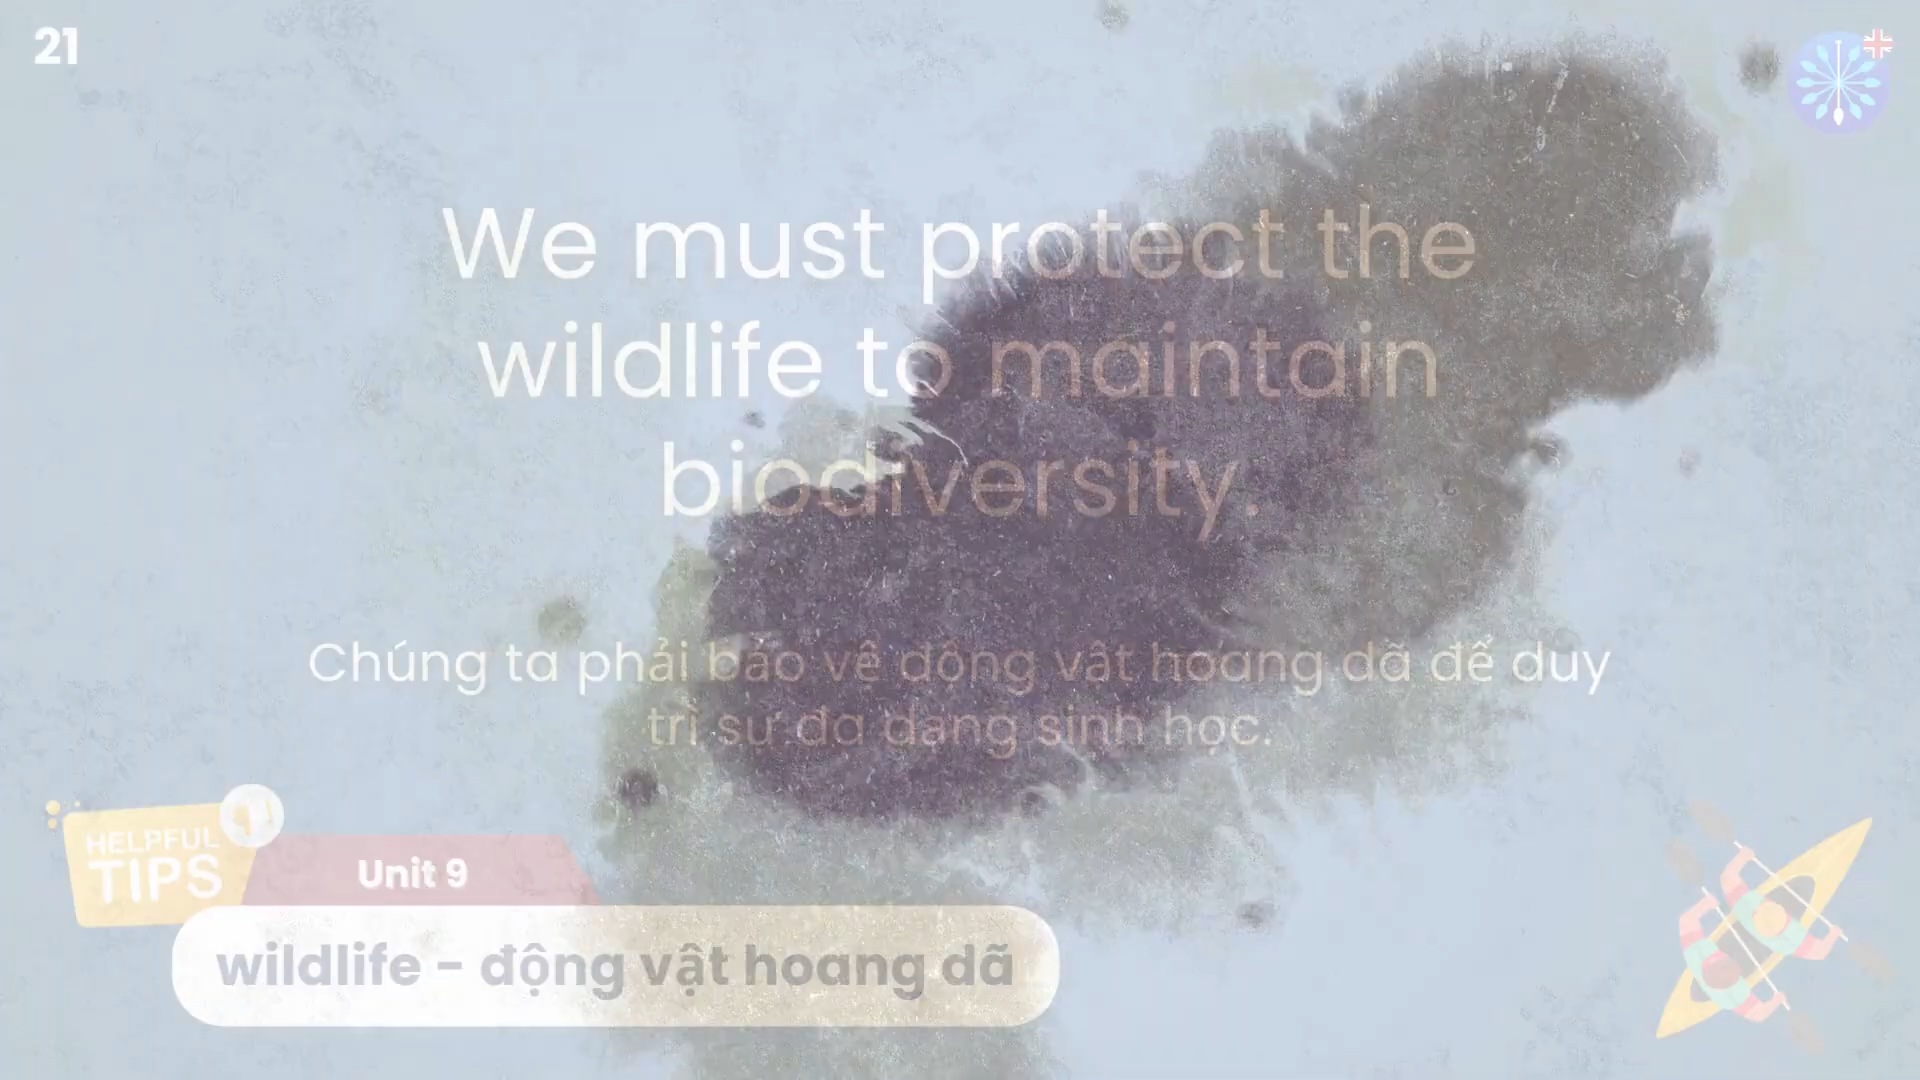 21
We must protect the
wildlife to maintain
biodiversity.
Chúng ta phải bảo vệ động vật hoang dã để duy
trì sự đa dạng sinh học.
HELPFUL
TIPS
Unit 9
wildlife - động vật hoang dã